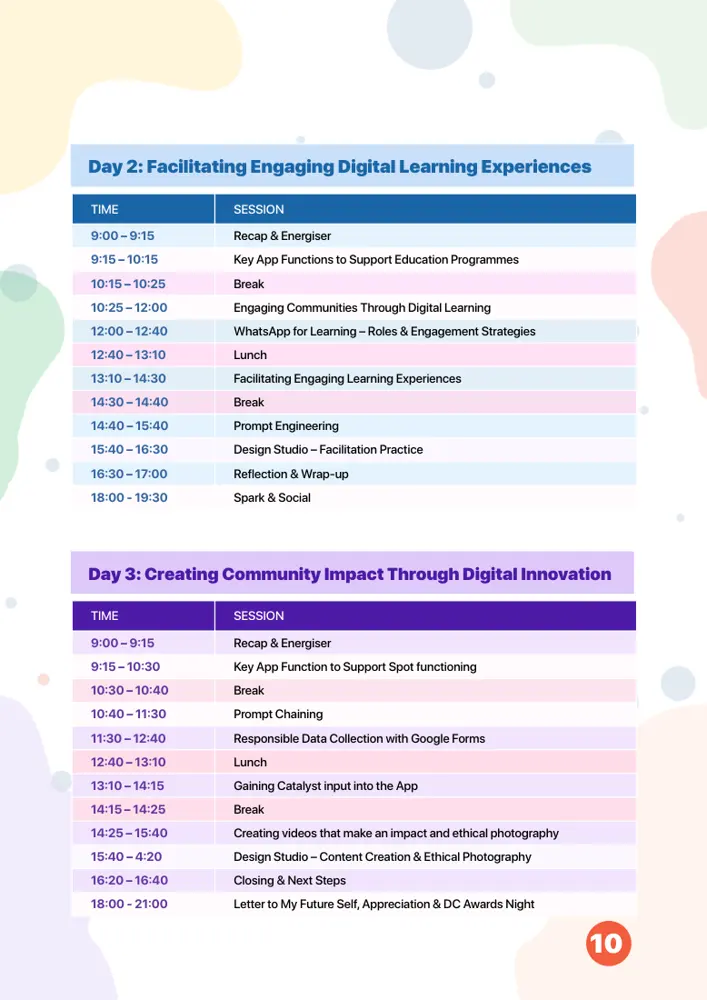 Day 2: Facilitating Engaging Digital Learning Experiences
TIME SESSION
9:00 – 9:15 Recap & Energiser
9:15 – 10:15 Key App Functions to Support Education Programmes
10:15 – 10:25 Break
10:25 – 12:00 Engaging Communities Through Digital Learning
12:00 – 12:40 WhatsApp for Learning – Roles & Engagement Strategies
12:40 – 13:10 Lunch
13:10 – 14:30 Facilitating Engaging Learning Experiences
14:30 – 14:40 Break
14:40 – 15:40 Prompt Engineering
15:40 – 16:30 Design Studio – Facilitation Practice
16:30 – 17:00 Reflection & Wrap-up
18:00 - 19:30 Spark & Social
Day 3: Creating Community Impact Through Digital Innovation
TIME SESSION
9:00 – 9:15 Recap & Energiser
9:15 – 10:30 Key App Function to Support Spot functioning
10:30 – 10:40 Break
10:40 – 11:30 Prompt Chaining
11:30 – 12:40 Responsible Data Collection with Google Forms
12:40 – 13:10 Lunch
13:10 – 14:15 Gaining Catalyst input into the App
14:15 – 14:25 Break
14:25 – 15:40 Creating videos that make an impact and ethical photography
15:40 – 4:20 Design Studio – Content Creation & Ethical Photography
16:20 – 16:40 Closing & Next Steps
18:00 - 21:00 Letter to My Future Self, Appreciation & DC Awards Night
10